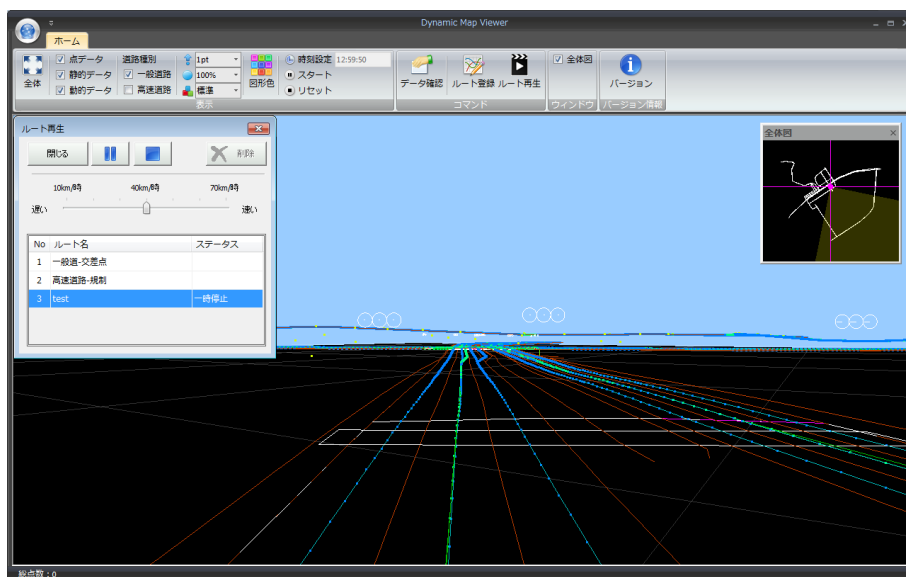 Dynamic Map Viewer
ホーム
全体
点データ
静的データ
動的データ
道路種別
一般道路
高速道路
1pt
100%
標準
図形色
時刻設定 12:59:50
スタート
リセット
表示
データ確認 ルート登録 ルート再生
コマンド
全体図
ウィンドウ
バージョン
バージョン情報
ルート再生
閉じる
削除
10km/時 40km/時 70km/時
遅い 速い
No ルート名 ステータス
1 一般道-交差点
2 高速道路-規制
3 test 一時停止
全体図
総点数：0